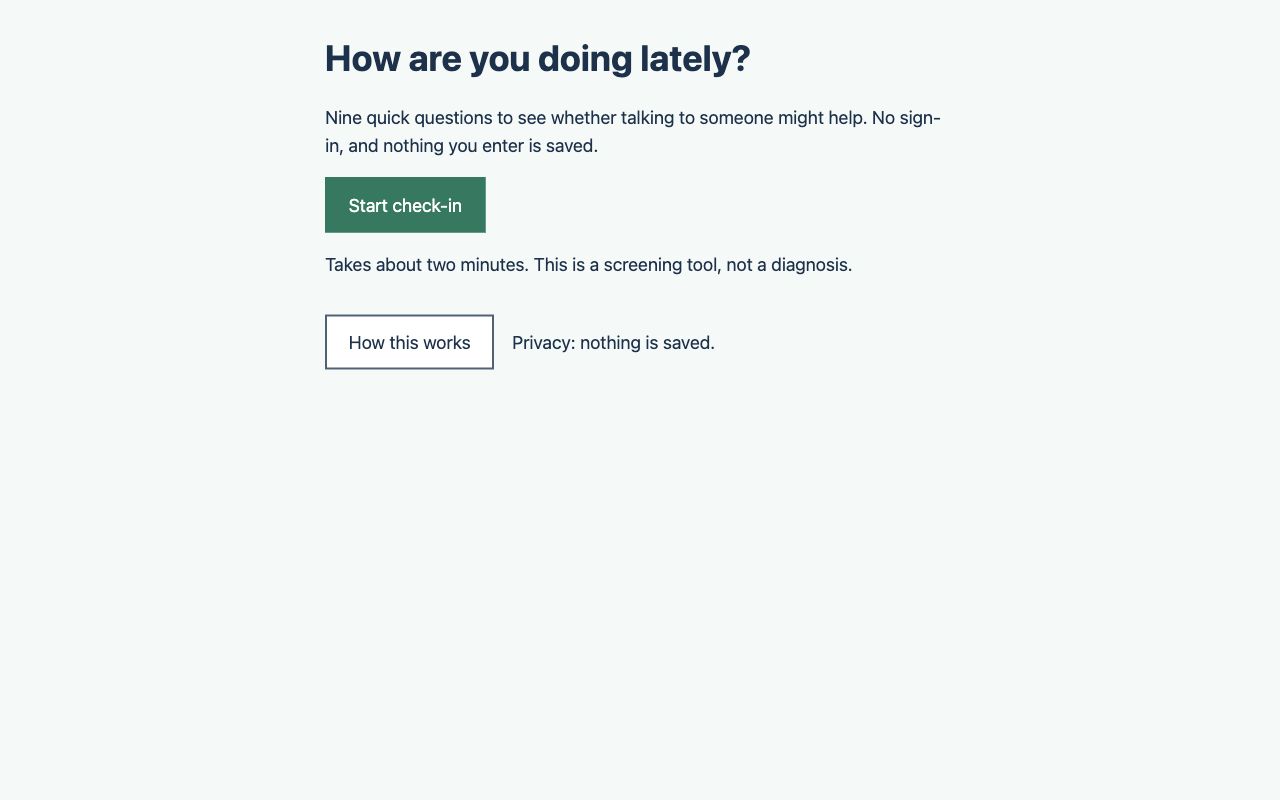 How are you doing lately?
Nine quick questions to see whether talking to someone might help. No sign-
in, and nothing you enter is saved.
Start check-in
Takes about two minutes. This is a screening tool, not a diagnosis.
How this works
Privacy: nothing is saved.